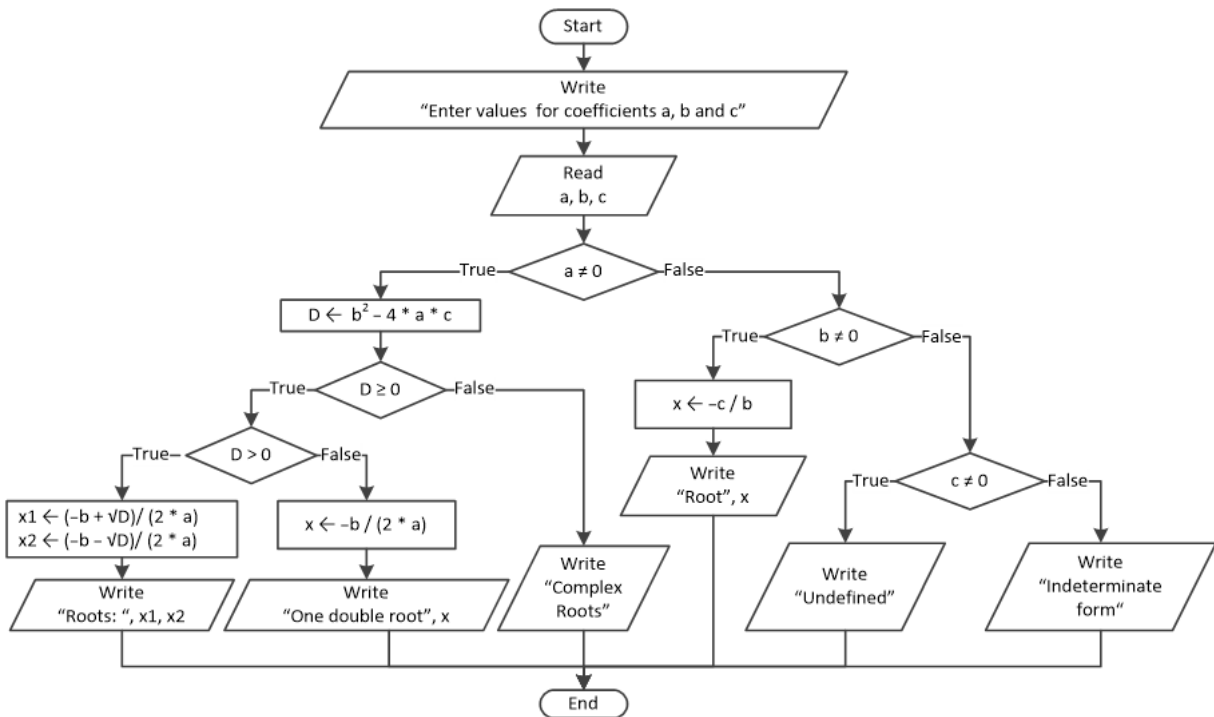 Start
Write
“Enter values for coefficients a, b and c”
Read
a, b, c
True
a ≠ 0
False
D ← b² – 4 * a * c
True
b ≠ 0
False
True
D ≥ 0
False
x ← –c / b
True
D > 0
False
Write
“Root”, x
True
c ≠ 0
False
x1 ← (–b + √D)/ (2 * a)
x2 ← (–b – √D)/ (2 * a)
x ← –b / (2 * a)
Write
“Roots: “, x1, x2
Write
“One double root”, x
Write
“Complex
Roots”
Write
“Undefined”
Write
“Indeterminate
form“
End